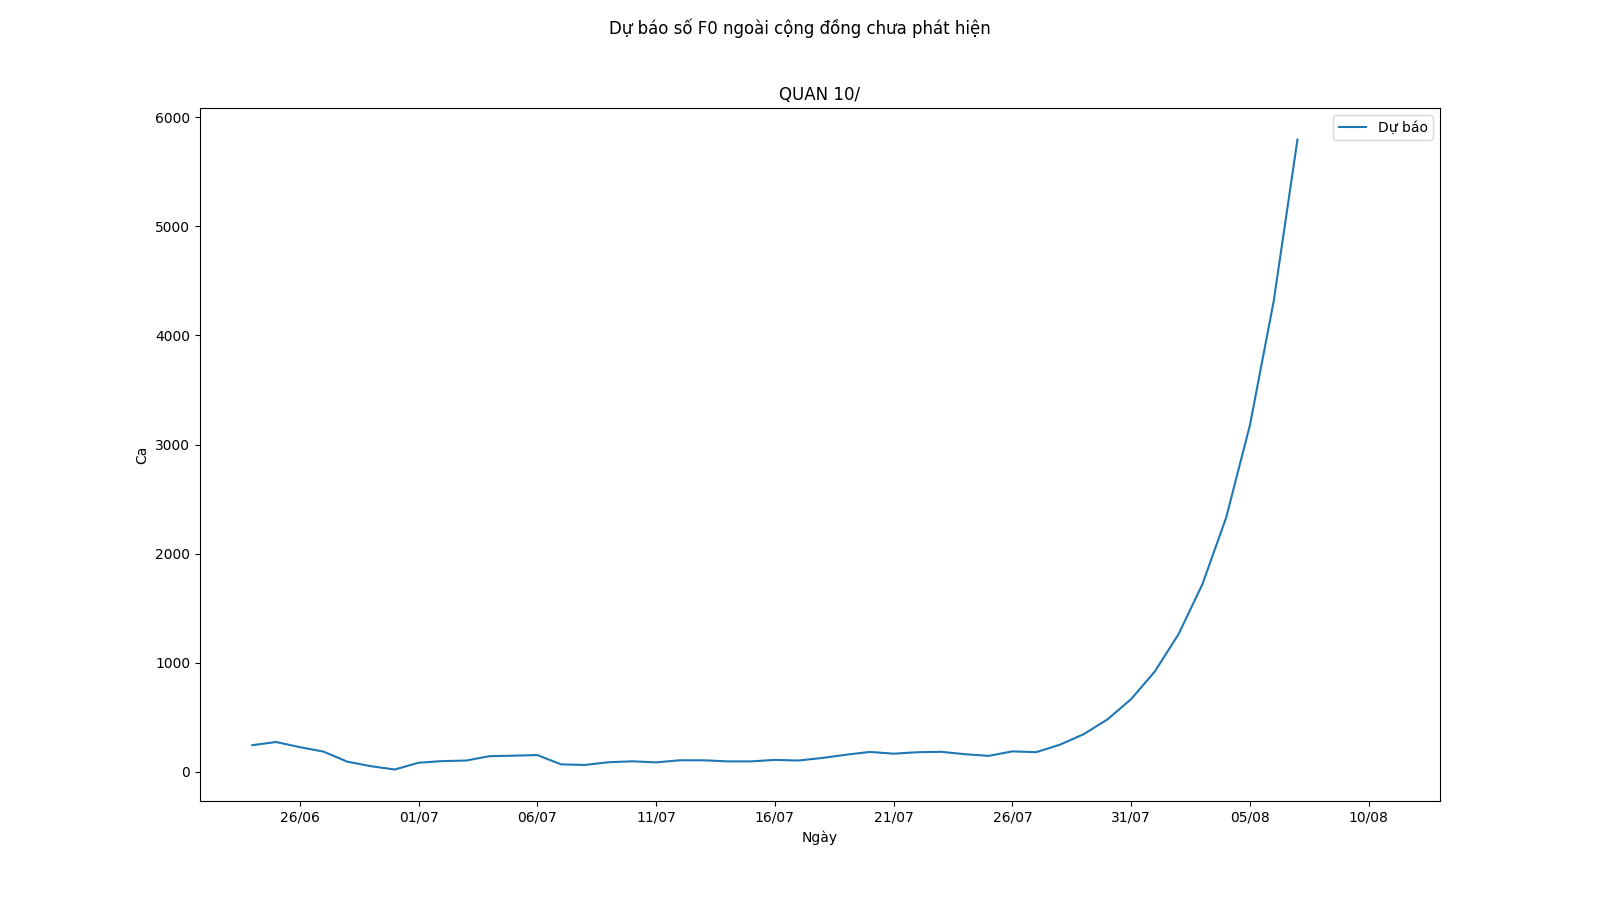 Dự báo số F0 ngoài cộng đồng chưa phát hiện
QUAN 10/
Dự báo
6000
5000
4000
3000
2000
1000
0
Ca
26/06 01/07 06/07 11/07 16/07 21/07 26/07 31/07 05/08 10/08
Ngày